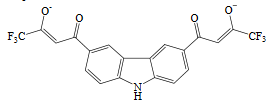 O⁻ O O O⁻
F₃C CF₃
N
H